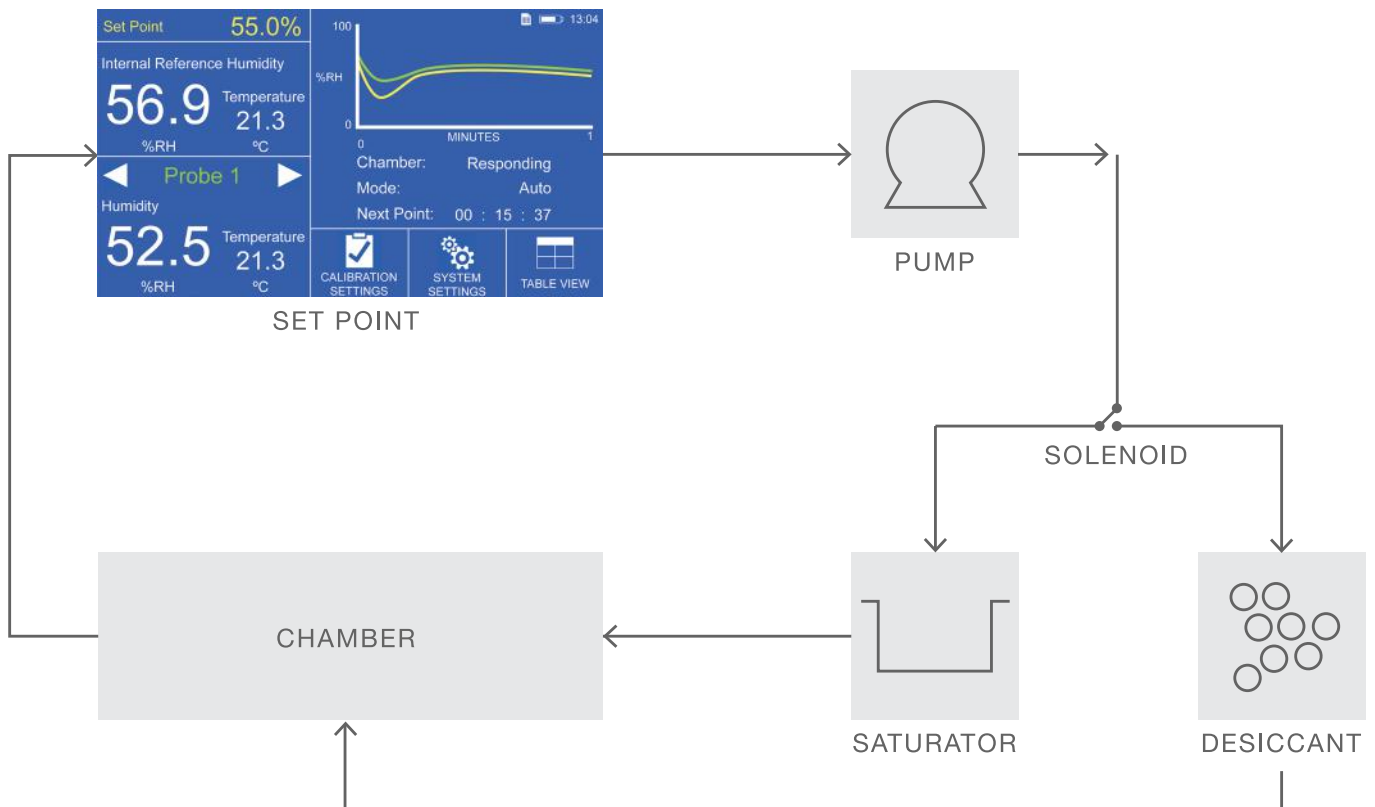 Set Point 55.0%
Internal Reference Humidity
56.9
Temperature
21.3
%RH ºC
Probe 1
Humidity
52.5
Temperature
21.3
%RH ºC
13:04
100
%RH
0
0 MINUTES 1
Chamber: Responding
Mode: Auto
Next Point: 00 : 15 : 37
CALIBRATION
SETTINGS
SYSTEM
SETTINGS
TABLE VIEW
SET POINT
PUMP
SOLENOID
CHAMBER
SATURATOR
DESICCANT